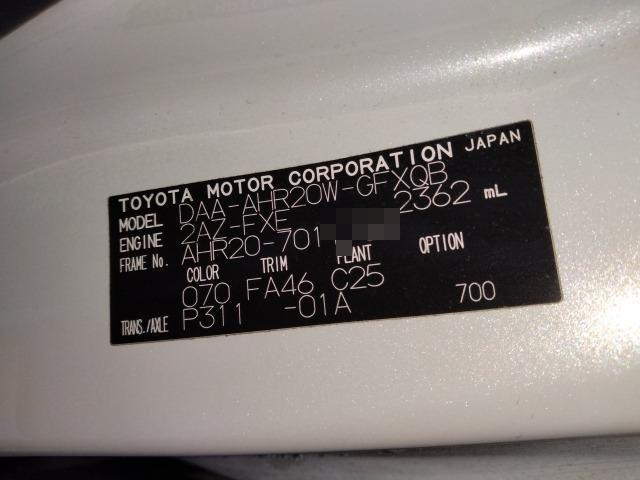 TOYOTA MOTOR CORPORATION JAPAN
MODEL DAA-AHR20W-GFXQB
ENGINE 2AZ-FXE 2362 mL
FRAME No. AHR20-701
COLOR TRIM PLANT OPTION
070 FA46 C25
TRANS./AXLE P311 -01A 700